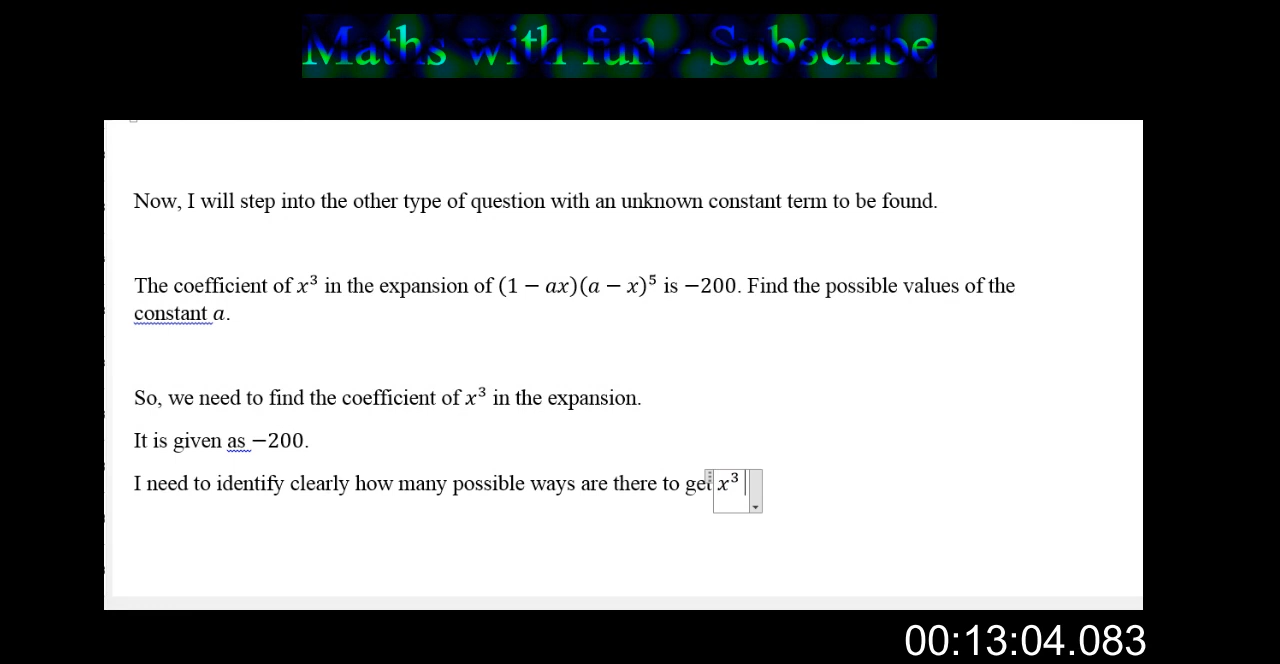 Maths with fun - Subscribe
Now, I will step into the other type of question with an unknown constant term to be found.
The coefficient of x³ in the expansion of (1 − ax)(a − x)⁵ is −200. Find the possible values of the
constant a.
So, we need to find the coefficient of x³ in the expansion.
It is given as −200.
I need to identify clearly how many possible ways are there to get x³
00:13:04.083